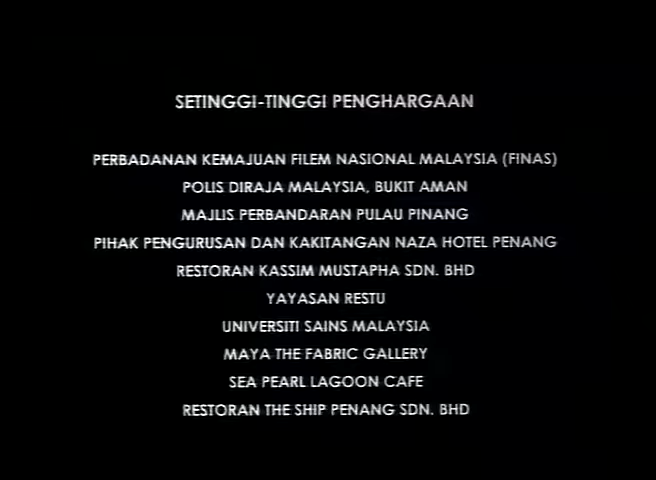 SETINGGI-TINGGI PENGHARGAAN
PERBADANAN KEMAJUAN FILEM NASIONAL MALAYSIA (FINAS)
POLIS DIRAJA MALAYSIA, BUKIT AMAN
MAJLIS PERBANDARAN PULAU PINANG
PIHAK PENGURUSAN DAN KAKITANGAN NAZA HOTEL PENANG
RESTORAN KASSIM MUSTAPHA SDN. BHD
YAYASAN RESTU
UNIVERSITI SAINS MALAYSIA
MAYA THE FABRIC GALLERY
SEA PEARL LAGOON CAFE
RESTORAN THE SHIP PENANG SDN. BHD